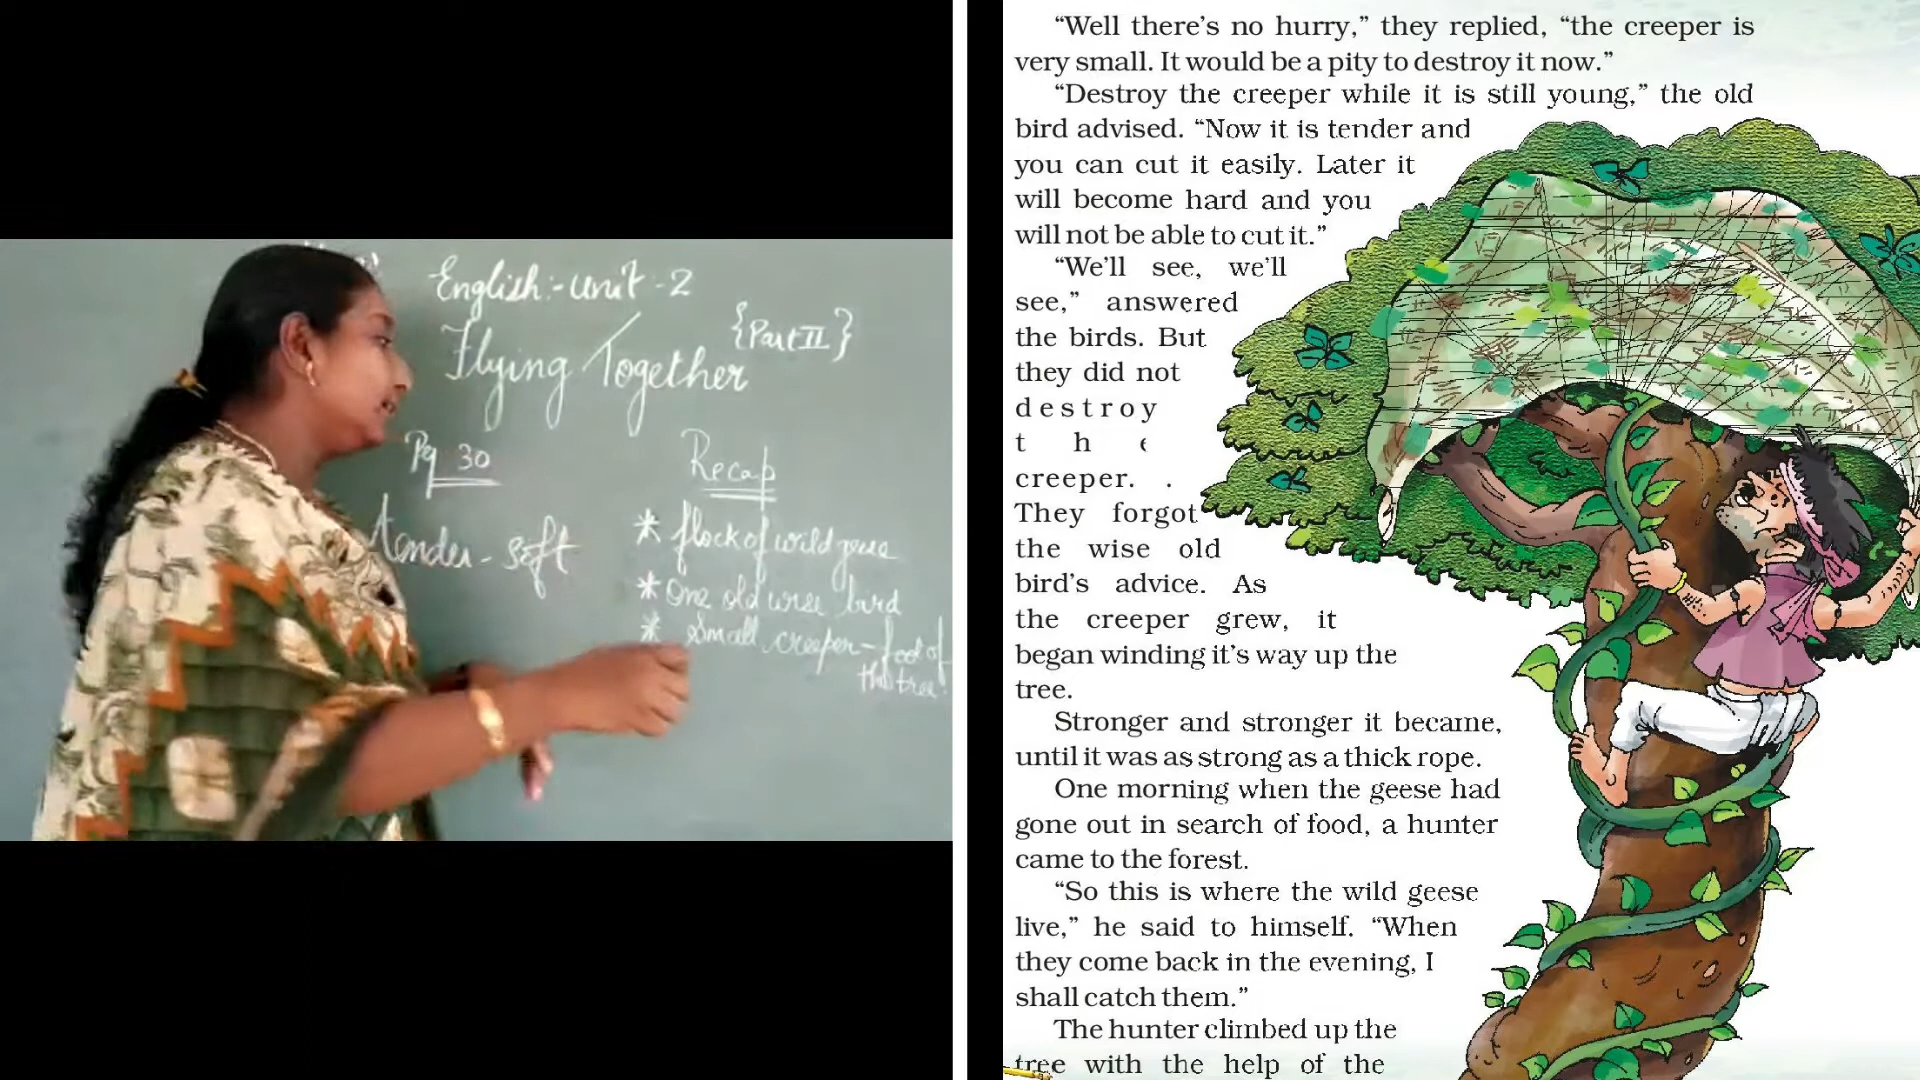 English:- Unit - 2
Flying Together
{Part II}
Pg 30
Recap
tender - soft
* flock of wild geese
* One old wise bird
* Small creeper - foot of
the tree.
“Well there’s no hurry,” they replied, “the creeper is
very small. It would be a pity to destroy it now.”
“Destroy the creeper while it is still young,” the old
bird advised. “Now it is tender and
you can cut it easily. Later it
will become hard and you
will not be able to cut it.”
“We’ll see, we’ll
see,” answered
the birds. But
they did not
destroy
t h e
creeper. .
They forgot
the wise old
bird’s advice. As
the creeper grew, it
began winding it’s way up the
tree.
Stronger and stronger it became,
until it was as strong as a thick rope.
One morning when the geese had
gone out in search of food, a hunter
came to the forest.
“So this is where the wild geese
live,” he said to himself. “When
they come back in the evening, I
shall catch them.”
The hunter climbed up the
tree with the help of the